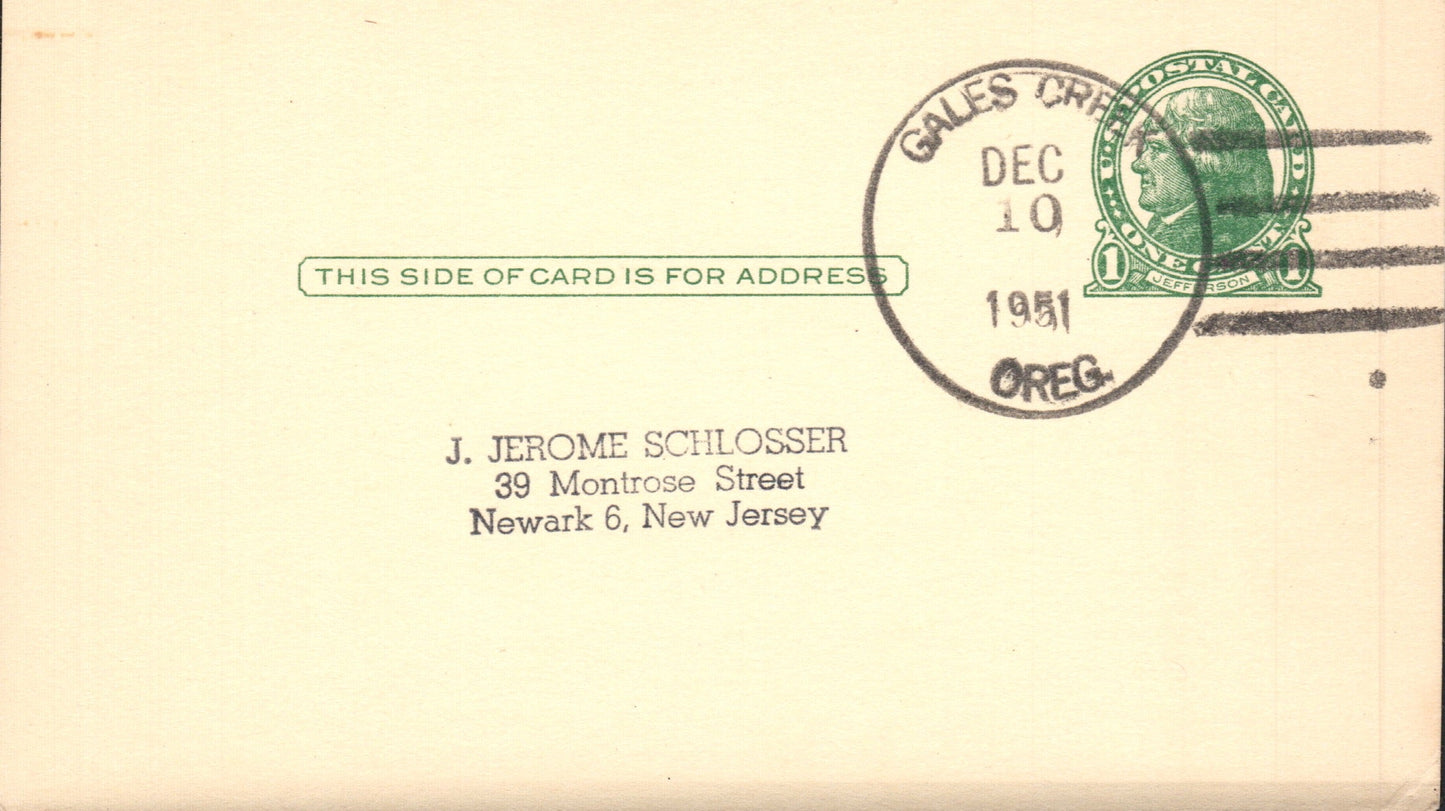 GALES CREEK
DEC
10
1951
OREG.
U·S·POSTAL CARD
ONE CENT
1 JEFFERSON 1
THIS SIDE OF CARD IS FOR ADDRESS
J. JEROME SCHLOSSER
39 Montrose Street
Newark 6, New Jersey